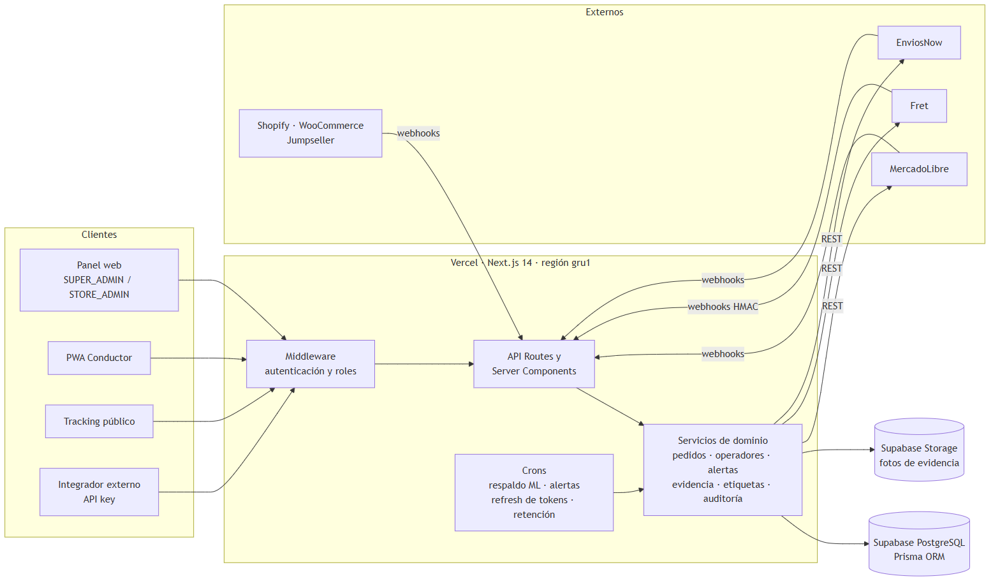 Externos
EnviosNow
Fret
MercadoLibre
Shopify · WooCommerce
Jumpseller
webhooks
Clientes
Panel web
SUPER_ADMIN /
STORE_ADMIN
PWA Conductor
Tracking público
Integrador externo
API key
Vercel · Next.js 14 · región gru1
REST
REST
REST
webhooks
webhooks HMAC
webhooks
Middleware
autenticación y roles
API Routes y
Server Components
Servicios de dominio
pedidos · operadores ·
alertas
evidencia · etiquetas ·
auditoría
Crons
respaldo ML · alertas
refresh de tokens ·
retención
Supabase Storage
fotos de evidencia
Supabase PostgreSQL
Prisma ORM